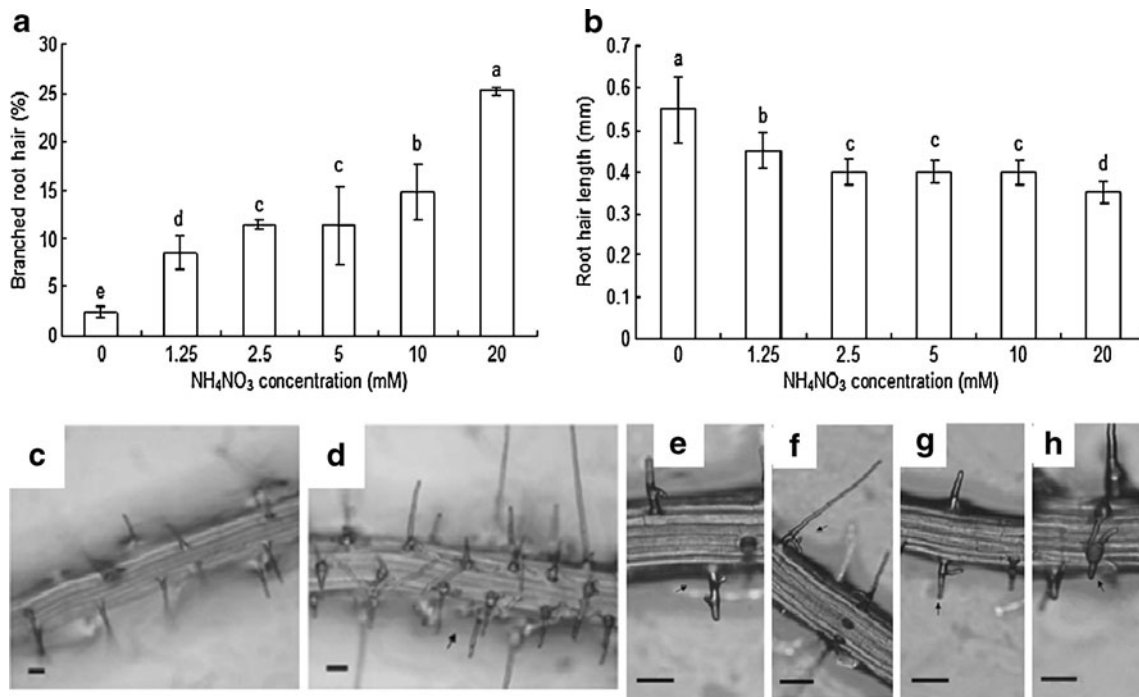 a
Branched root hair (%)
30
25
20
15
10
5
0
e
d
c
c
b
a
0 1.25 2.5 5 10 20
NH₄NO₃ concentration (mM)
b
Root hair length (mm)
0.7
0.6
0.5
0.4
0.3
0.2
0.1
0
a
b
c
c
c
d
0 1.25 2.5 5 10 20
NH₄NO₃ concentration (mM)
c
d
e
f
g
h